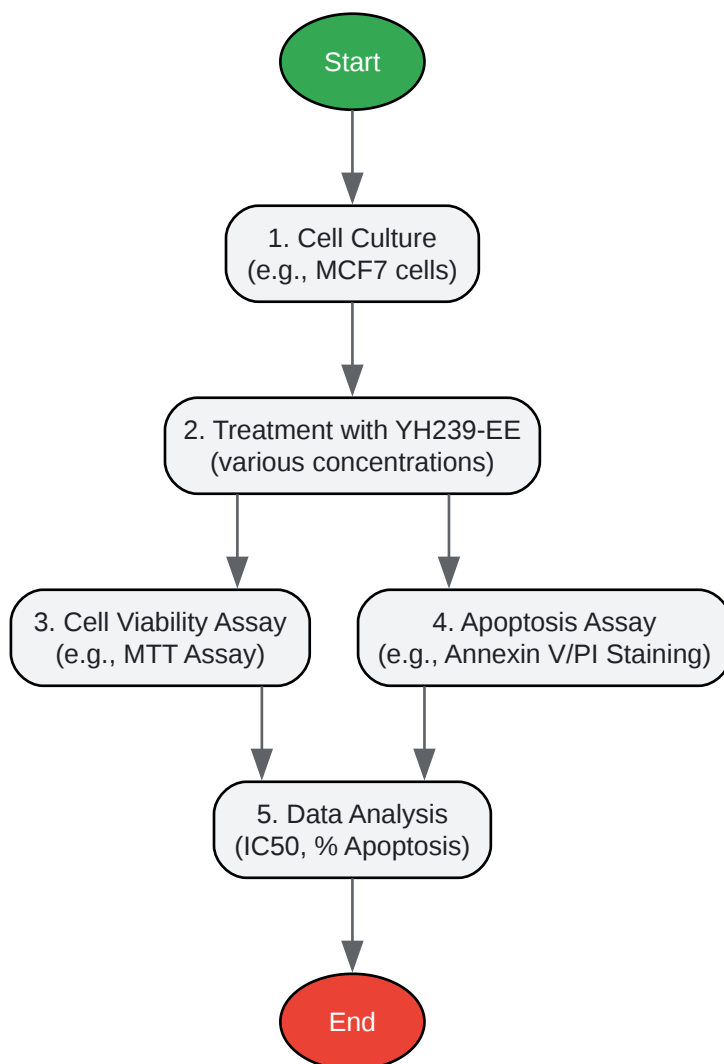 Start
1. Cell Culture
(e.g., MCF7 cells)
2. Treatment with YH239-EE
(various concentrations)
3. Cell Viability Assay
(e.g., MTT Assay)
4. Apoptosis Assay
(e.g., Annexin V/PI Staining)
5. Data Analysis
(IC50, % Apoptosis)
End